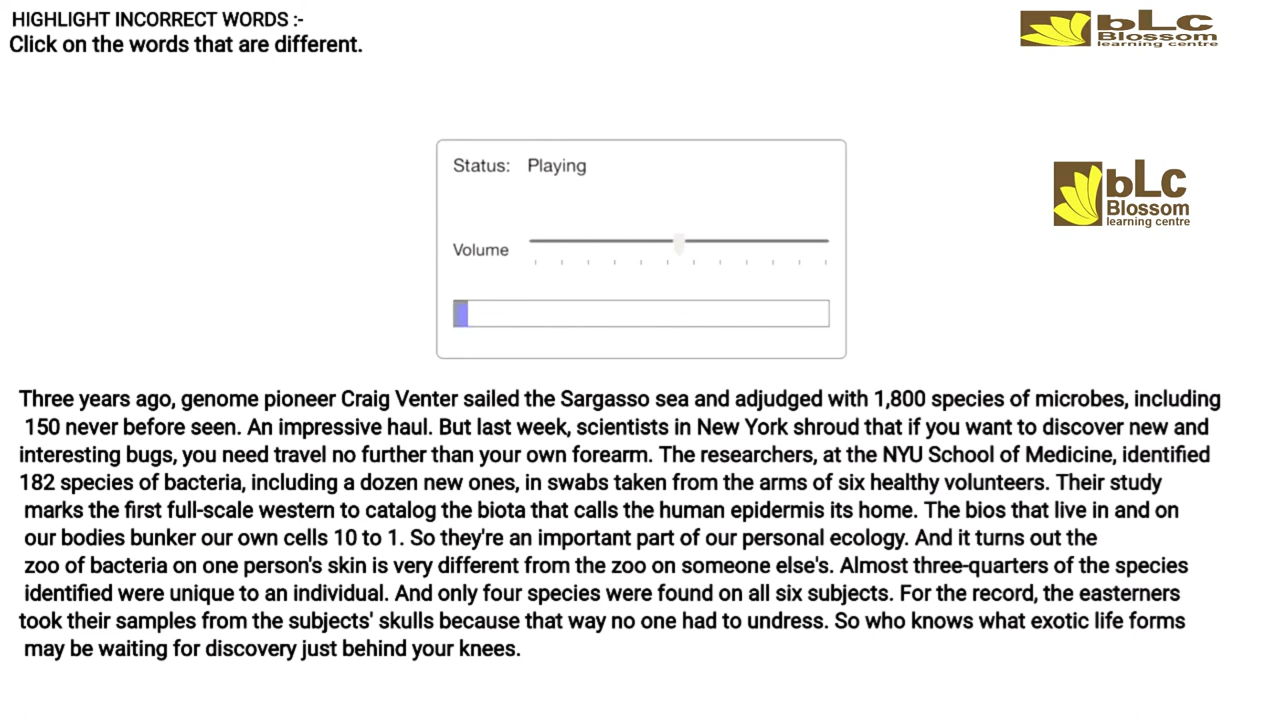 HIGHLIGHT INCORRECT WORDS :-
Click on the words that are different.
bLC
Blossom
learning centre
Status: Playing
bLC
Blossom
learning centre
Volume
Three years ago, genome pioneer Craig Venter sailed the Sargasso sea and adjudged with 1,800 species of microbes, including
150 never before seen. An impressive haul. But last week, scientists in New York shroud that if you want to discover new and
interesting bugs, you need travel no further than your own forearm. The researchers, at the NYU School of Medicine, identified
182 species of bacteria, including a dozen new ones, in swabs taken from the arms of six healthy volunteers. Their study
marks the first full-scale western to catalog the biota that calls the human epidermis its home. The bios that live in and on
our bodies bunker our own cells 10 to 1. So they're an important part of our personal ecology. And it turns out the
zoo of bacteria on one person's skin is very different from the zoo on someone else's. Almost three-quarters of the species
identified were unique to an individual. And only four species were found on all six subjects. For the record, the easterners
took their samples from the subjects' skulls because that way no one had to undress. So who knows what exotic life forms
may be waiting for discovery just behind your knees.